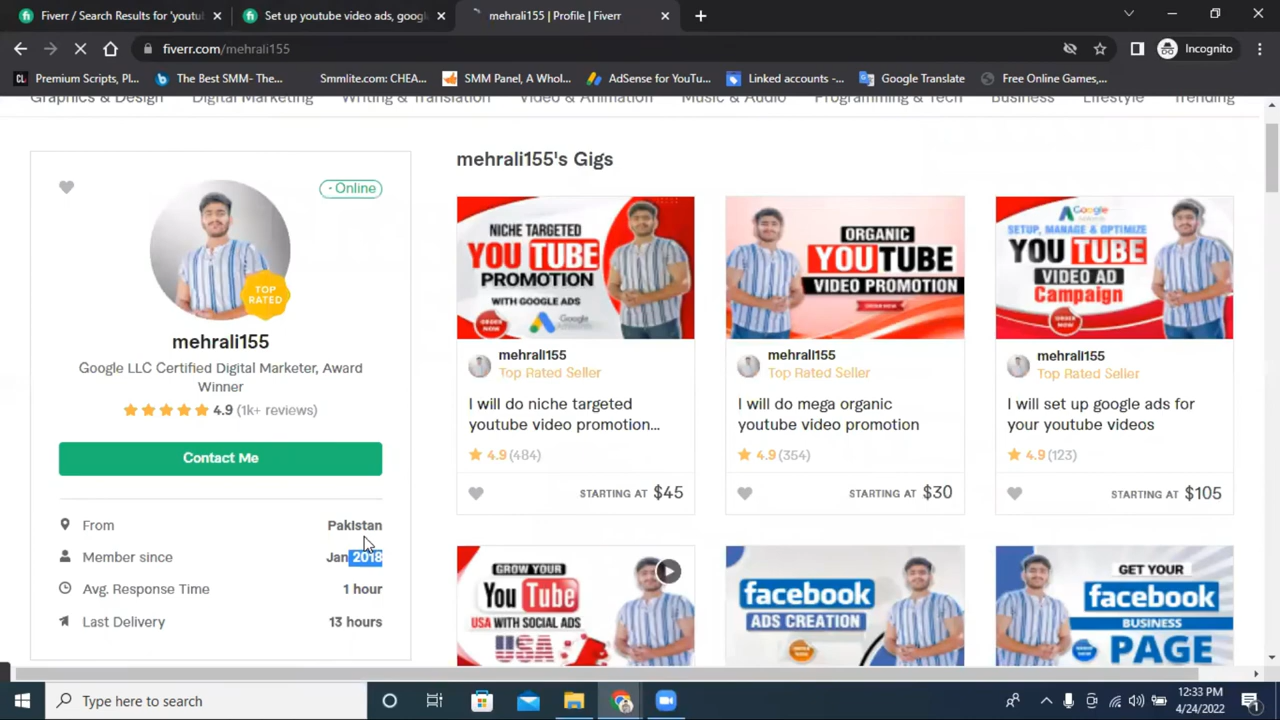 Fiverr / Search Results for 'youtu
Set up youtube video ads, googl
mehrali155 | Profile | Fiverr
fiverr.com/mehrali155
Incognito
Premium Scripts, Pl...
The Best SMM- The...
Smmlite.com: CHEA...
SMM Panel, A Whol...
AdSense for YouTu...
Linked accounts -...
Google Translate
Free Online Games,...
Graphics & Design
Digital Marketing
Writing & Translation
Video & Animation
Music & Audio
Programming & Tech
Business
Lifestyle
Trending
Online
TOP
RATED
mehrali155
Google LLC Certified Digital Marketer, Award
Winner
4.9 (1k+ reviews)
Contact Me
From
Pakistan
Member since
Jan 2018
Avg. Response Time
1 hour
Last Delivery
13 hours
mehrali155's Gigs
NICHE TARGETED
YOU TUBE
PROMOTION
WITH GOOGLE ADS
ORDER
NOW
Google
mehrali155
Top Rated Seller
I will do niche targeted
youtube video promotion...
4.9 (484)
STARTING AT $45
ORGANIC
YOUTUBE
VIDEO PROMOTION
mehrali155
Top Rated Seller
I will do mega organic
youtube video promotion
4.9 (354)
STARTING AT $30
Google
SETUP, MANAGE & OPTIMIZE
YOU TUBE
VIDEO AD
Campaign
ORDER
NOW
mehrali155
Top Rated Seller
I will set up google ads for
your youtube videos
4.9 (123)
STARTING AT $105
GROW YOUR
YouTube
USA WITH SOCIAL ADS
USA
facebook
ADS CREATION
GET YOUR
facebook
BUSINESS
PAGE
Type here to search
12:33 PM
4/24/2022